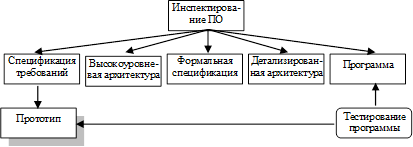 Инспектирова-
ние ПО
Спецификация
требований
Высокоуровне-
вая архитектура
Формальная
спецификация
Детализирован-
ная архитектура
Программа
Прототип
Тестирование
программы